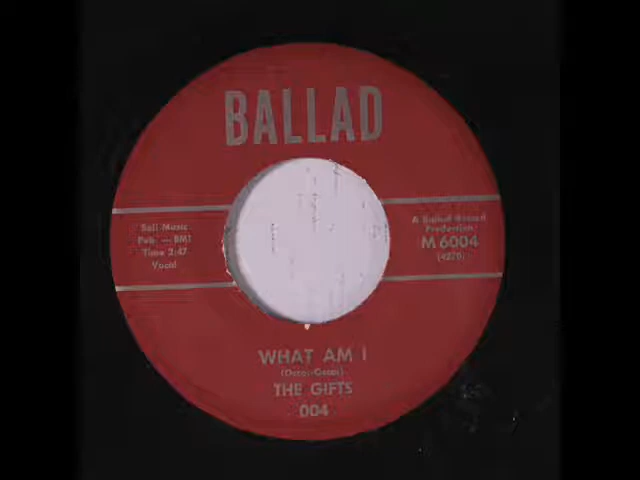 BALLAD
Ball Music
Pub. — BMI
Time 2:47
Vocal
A Ballad Record
Production
M 6004
WHAT AM I
THE GIFTS
004